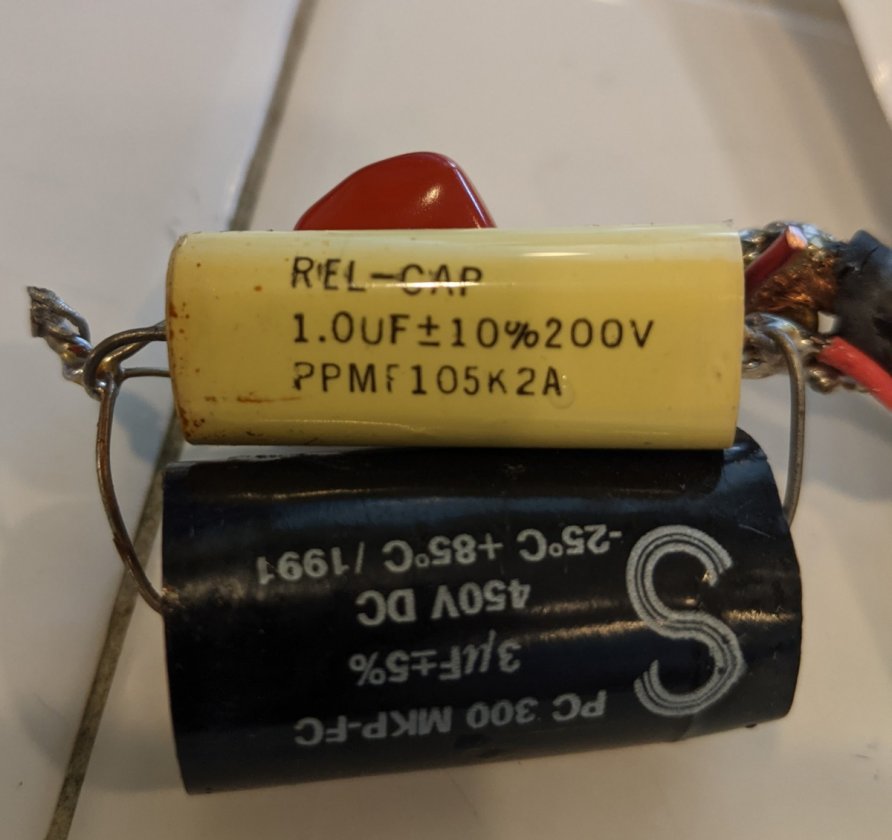 REL-CAP
1.0UF±10%200V
PPMF105K2A
PC 300 MKP-FC
3µF±5%
450V DC
-25°C +85°C / 1991
S